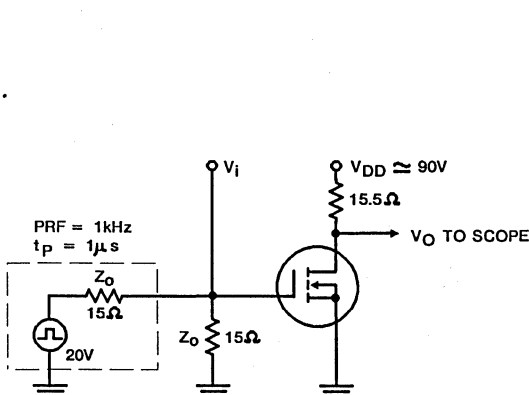 Vi
VDD ≃ 90V
15.5Ω
VO TO SCOPE
PRF = 1kHz
tP = 1μs
ZO
15Ω
20V
ZO
15Ω